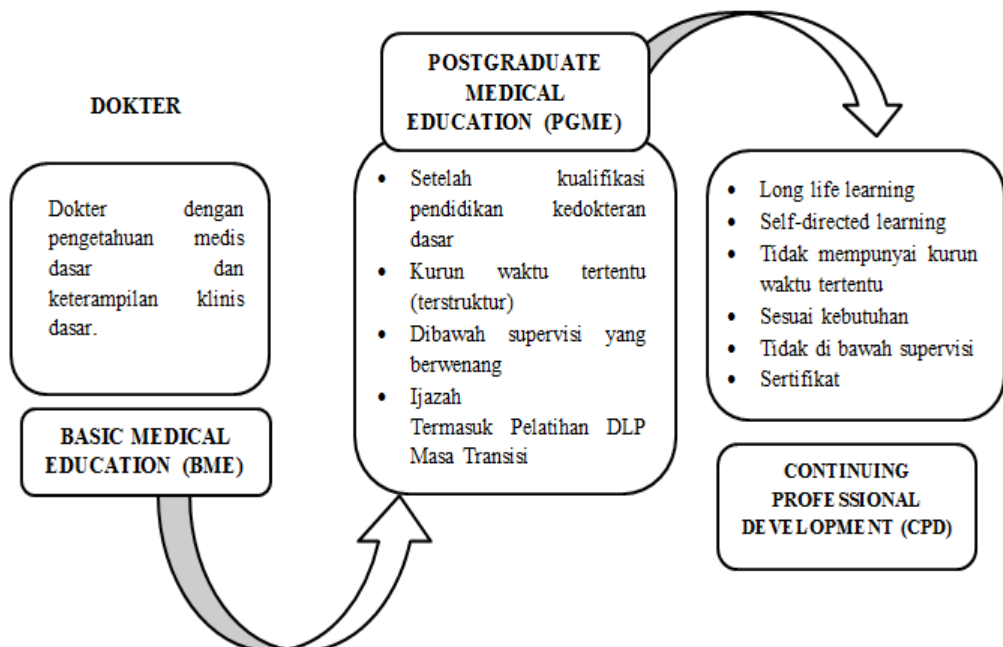 DOKTER
Dokter dengan
pengetahuan medis
dasar dan
keterampilan klinis
dasar.
BASIC MEDICAL
EDUCATION (BME)
POSTGRADUATE
MEDICAL
EDUCATION (PGME)
• Setelah kualifikasi
pendidikan kedokteran
dasar
• Kurun waktu tertentu
(terstruktur)
• Dibawah supervisi yang
berwenang
• Ijazah
Termasuk Pelatihan DLP
Masa Transisi
• Long life learning
• Self-directed learning
• Tidak mempunyai kurun
waktu tertentu
• Sesuai kebutuhan
• Tidak di bawah supervisi
• Sertifikat
CONTINUING
PROFESSIONAL
DEVELOPMENT (CPD)